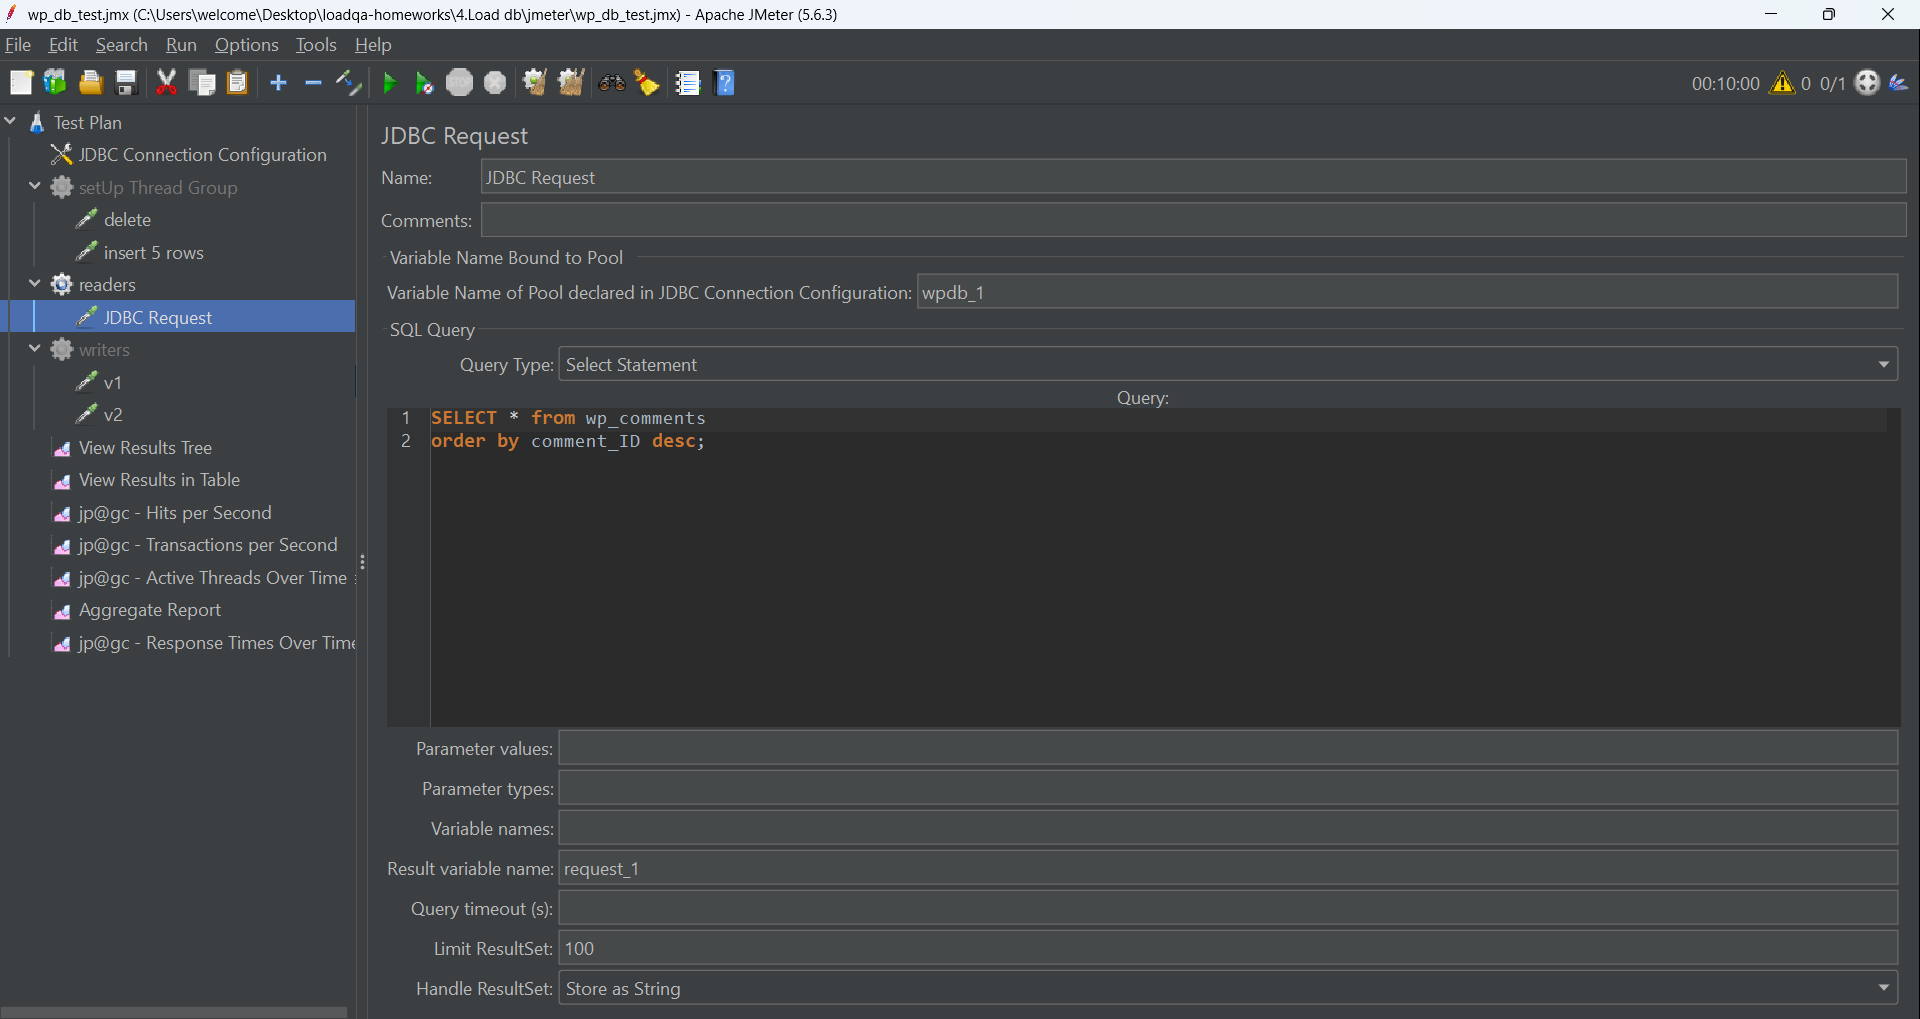 wp_db_test.jmx (C:\Users\welcome\Desktop\loadqa-homeworks\4.Load db\jmeter\wp_db_test.jmx) - Apache JMeter (5.6.3)
File Edit Search Run Options Tools Help
00:10:00 0 0/1
Test Plan
JDBC Connection Configuration
setUp Thread Group
delete
insert 5 rows
readers
JDBC Request
writers
v1
v2
View Results Tree
View Results in Table
jp@gc - Hits per Second
jp@gc - Transactions per Second
jp@gc - Active Threads Over Time
Aggregate Report
jp@gc - Response Times Over Time
JDBC Request
Name: JDBC Request
Comments:
Variable Name Bound to Pool
Variable Name of Pool declared in JDBC Connection Configuration: wpdb_1
SQL Query
Query Type: Select Statement
Query:
1 SELECT * from wp_comments
2 order by comment_ID desc;
Parameter values:
Parameter types:
Variable names:
Result variable name: request_1
Query timeout (s):
Limit ResultSet: 100
Handle ResultSet: Store as String